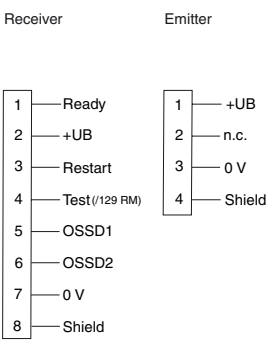 Receiver
1 Ready
2 +UB
3 Restart
4 Test (/129 RM)
5 OSSD1
6 OSSD2
7 0 V
8 Shield
Emitter
1 +UB
2 n.c.
3 0 V
4 Shield